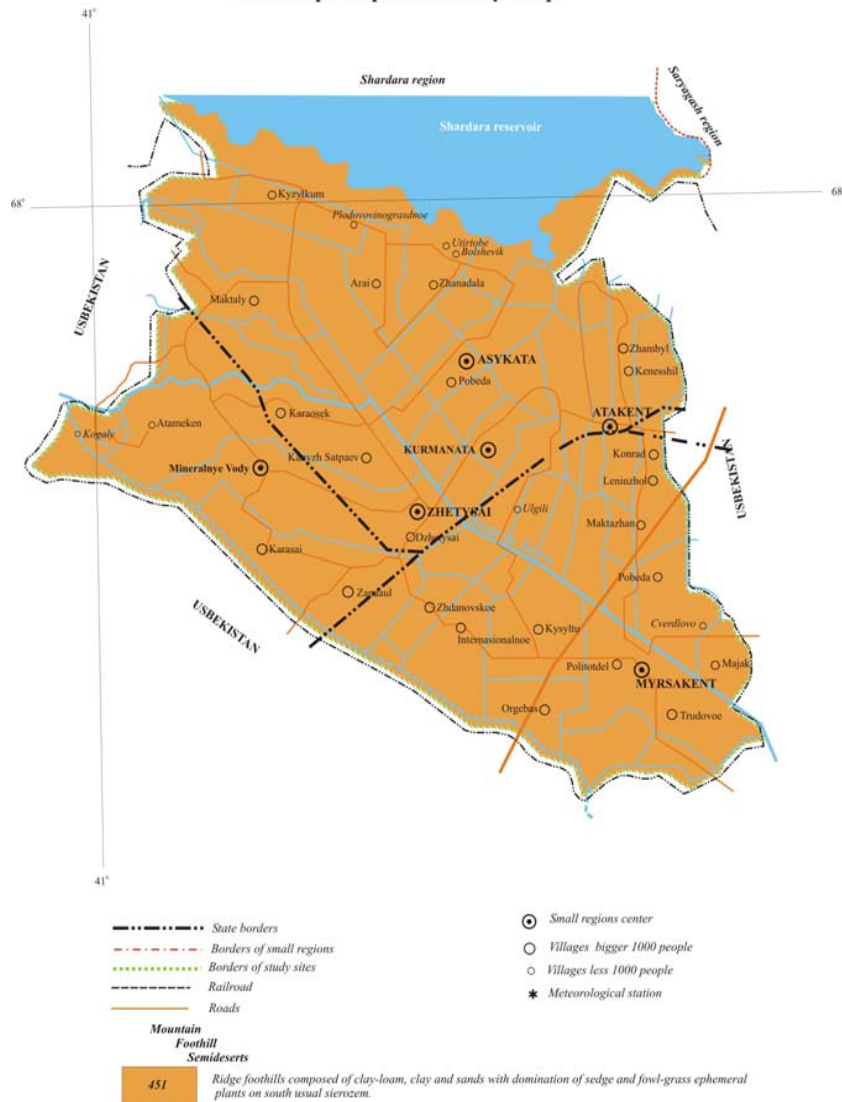 41°
Shardara region
Saryagash region
Shardara reservoir
68°
68
Kyzylkum
Plodovovinograxdnoe
Utirtobe
Bolshevik
USBEKISTAN
Arai
Zhanadala
Maktaly
Zhambyl
ASYKATA
Kenesshil
Pobeda
Karaosek
ATAKENT
Atameken
Kogaly
KURMANATA
Konrad
USBEKISTAN
Mineralnye Vody
Satpaev
Leninzhol
ZHETYSAI
Ulgili
Maktazhan
Dzhetysai
Karasai
Pobeda
USBEKISTAN
Zhdanovskoe
Cverdlovo
Internasionalnoe
Kysyltu
Politotdel
Majak
MYRSAKENT
Orgebas
Trudovoe
41°
State borders
Small regions center
Borders of small regions
Villages bigger 1000 people
Borders of study sites
Villages less 1000 people
Railroad
Meteorological station
Roads
Mountain
Foothill
Semideserts
451
Ridge foothills composed of clay-loam, clay and sands with domination of sedge and fowl-grass ephemeral
plants on south usual sierozem.